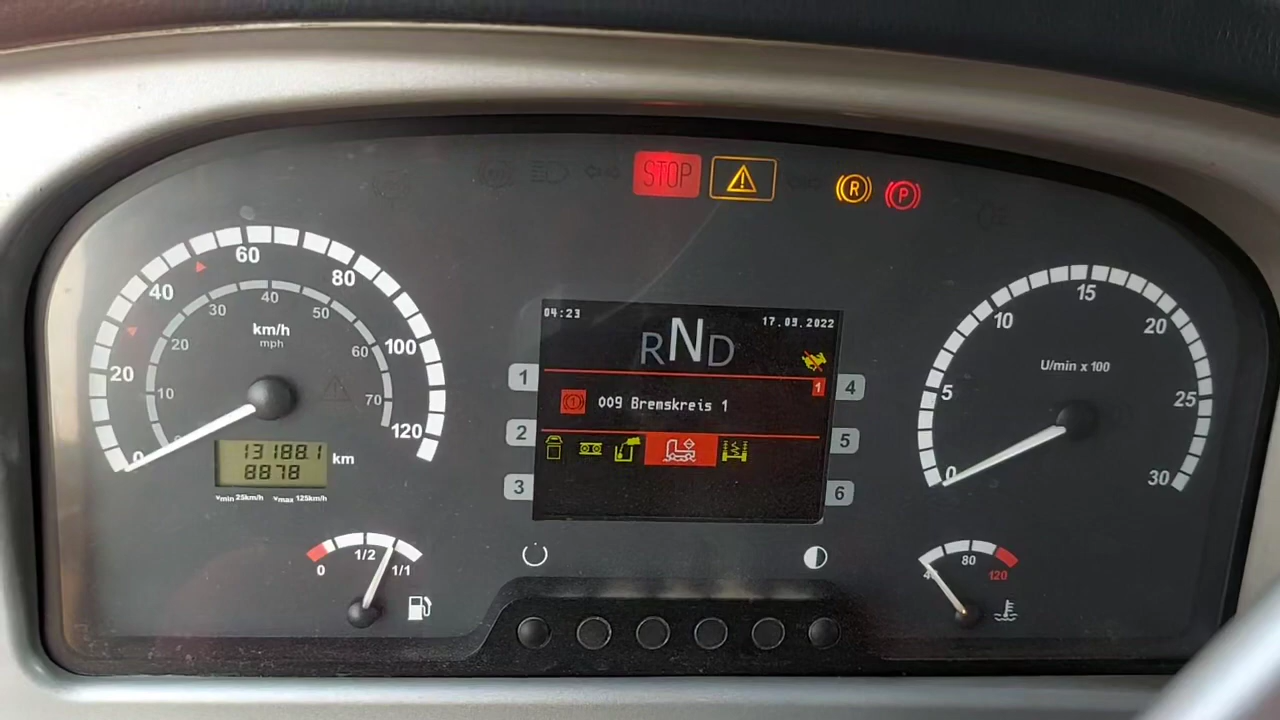 STOP
R
P
04:23
17.09.2022
R N D
1
009 Bremskreis 1
1 2 3
4 5 6
0 20 40 60 80 100 120
10 20 30 40 50 60 70
km/h
mph
131881
8878
km
vmin 25km/h vmax 125km/h
0 1/2 1/1
0 5 10 15 20 25 30
U/min x 100
80 120